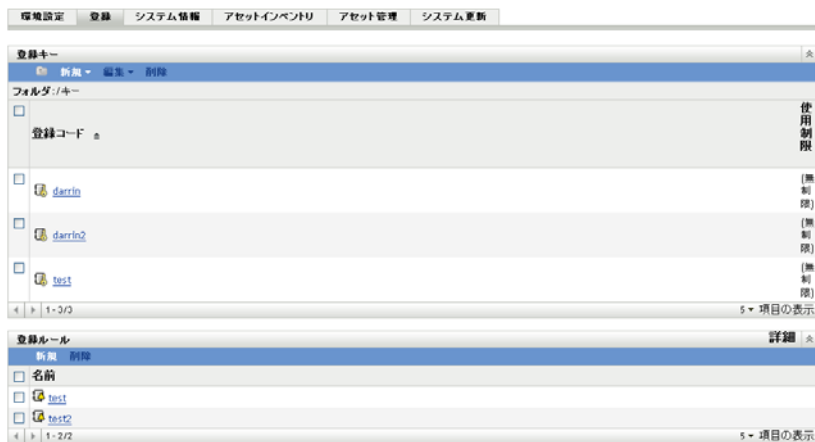 環境設定 登録 システム情報 アセットインベントリ アセット管理 システム更新
登録キー
新規 編集 削除
フォルダ:/キー
登録コード 使用制限
darrin (無制限)
darrin2 (無制限)
test (無制限)
1-3/3 5 項目の表示
登録ルール 詳細
新規 削除
名前
test
test2
1-2/2 5 項目の表示